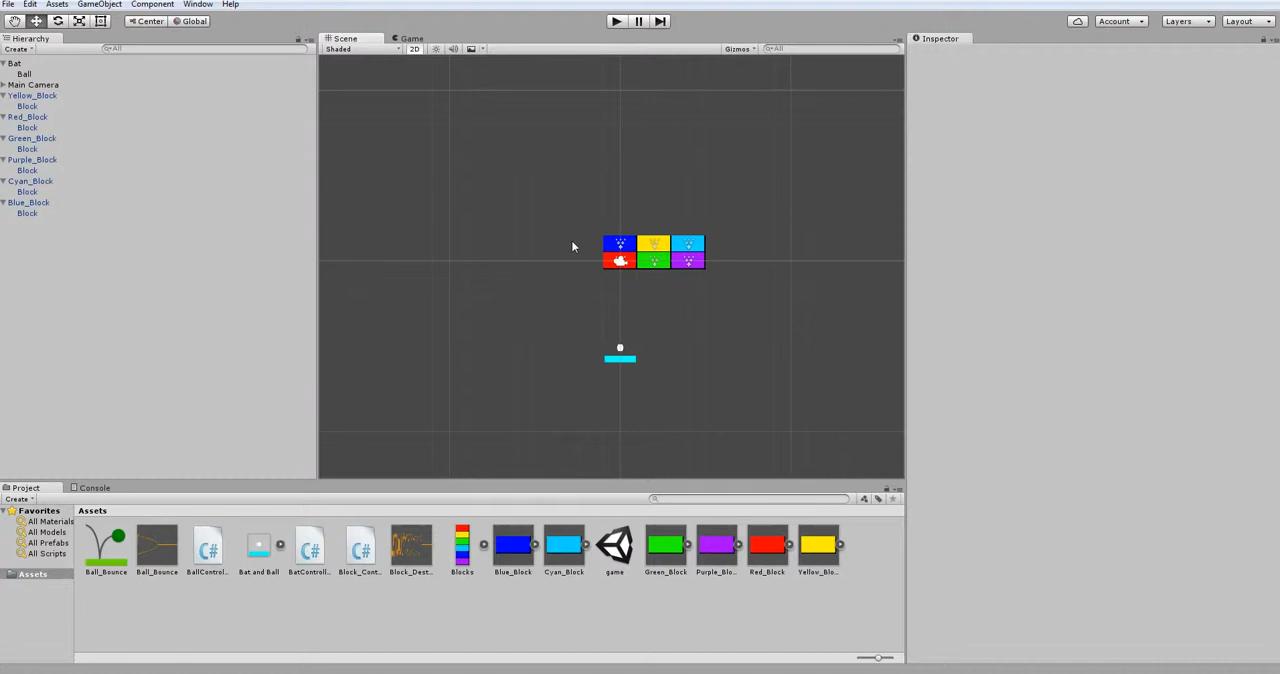 File Edit Assets GameObject Component Window Help
Center Global Account Layers Layout
Hierarchy Scene Game Inspector
Create All Shaded 2D Gizmos All
Bat
Ball
Main Camera
Yellow_Block
Block
Red_Block
Block
Green_Block
Block
Purple_Block
Block
Cyan_Block
Block
Blue_Block
Block
Project Console
Create
Favorites Assets
All Materials
All Models
All Prefabs
All Scripts
Assets
C# C# C#
Ball_Bounce Ball_Bounce BallControl... Bat and Ball BatControll... Block_Cont... Block_Dest... Blocks Blue_Block Cyan_Block game Green_Block Purple_Blo... Red_Block Yellow_Blo...